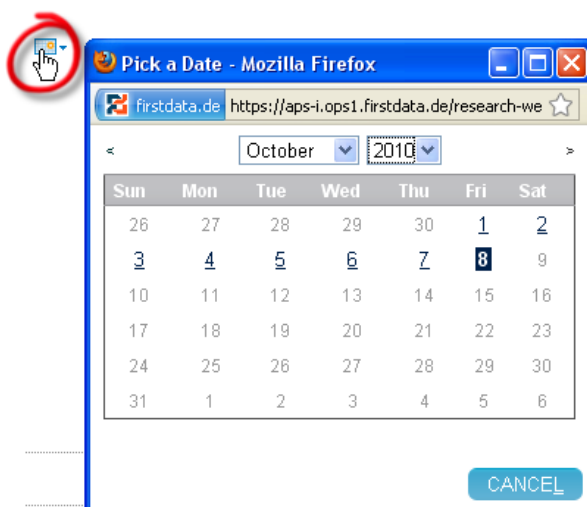 Pick a Date - Mozilla Firefox
firstdata.de https://aps-i.ops1.firstdata.de/research-we
< October 2010 >
Sun Mon Tue Wed Thu Fri Sat
26 27 28 29 30 1 2
3 4 5 6 7 8 9
10 11 12 13 14 15 16
17 18 19 20 21 22 23
24 25 26 27 28 29 30
31 1 2 3 4 5 6
CANCEL